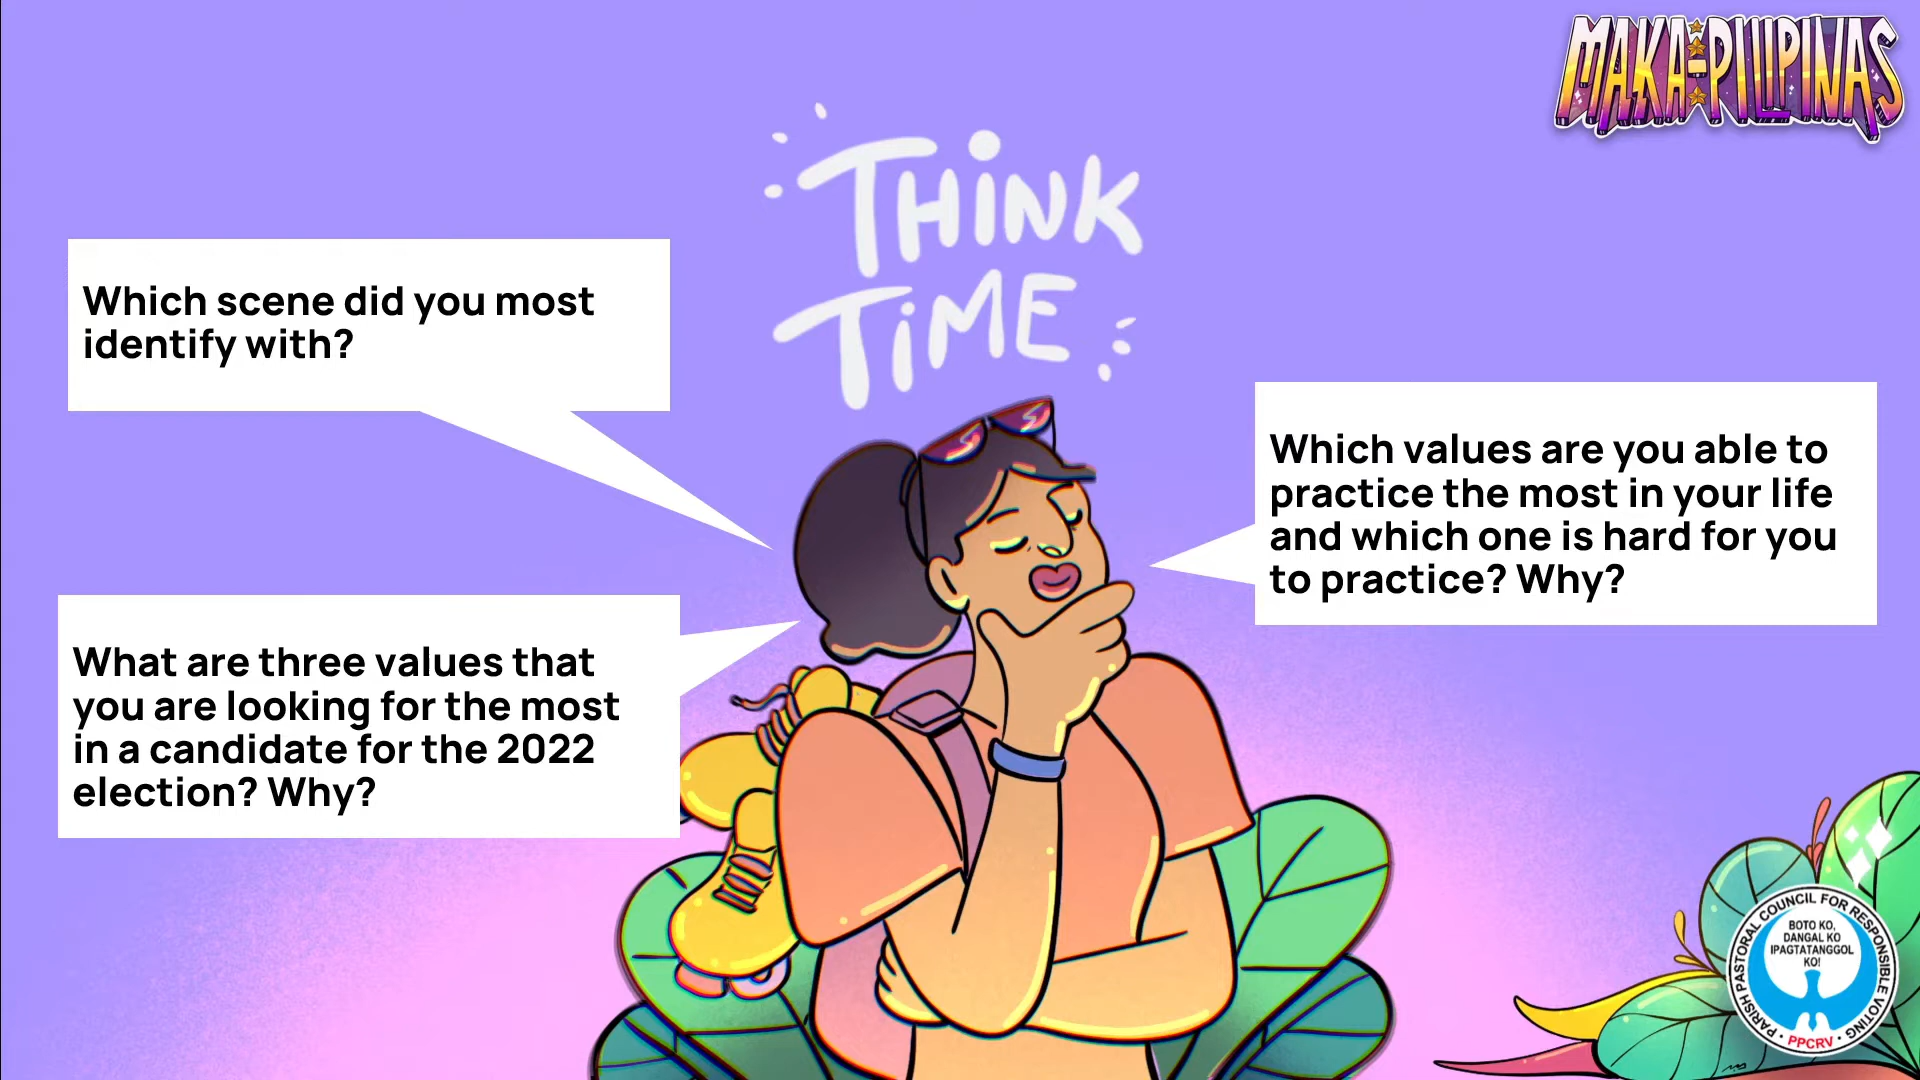 MAKA-PILIPINAS
THINK
TIME
Which scene did you most
identify with?
Which values are you able to
practice the most in your life
and which one is hard for you
to practice? Why?
What are three values that
you are looking for the most
in a candidate for the 2022
election? Why?
PARISH PASTORAL COUNCIL FOR RESPONSIBLE VOTING
BOTO KO,
DANGAL KO
IPAGTATANGGOL
KO!
PPCRV